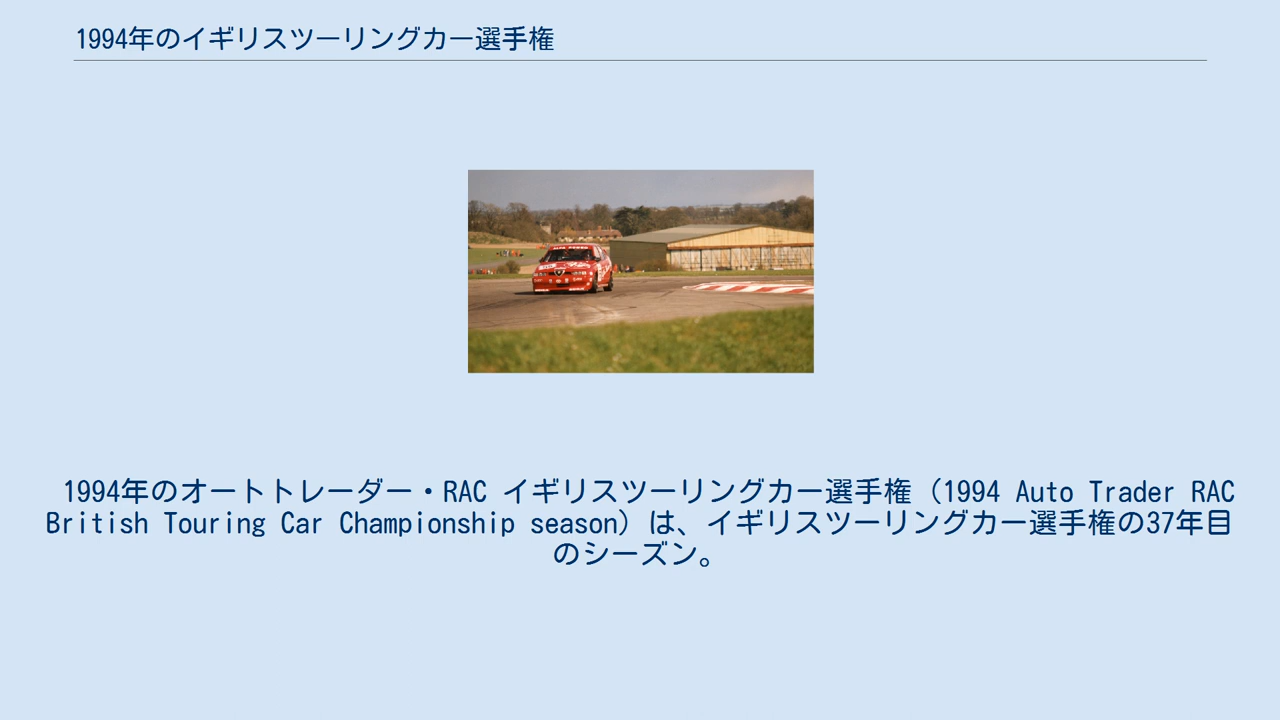 1994年のイギリスツーリングカー選手権
1994年のオートトレーダー・RAC イギリスツーリングカー選手権（1994 Auto Trader RAC
British Touring Car Championship season）は、イギリスツーリングカー選手権の37年目
のシーズン。